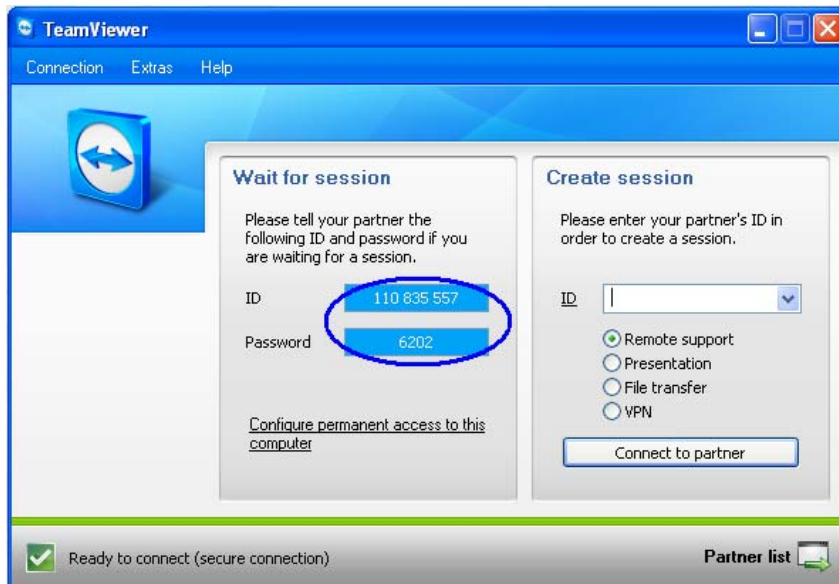 TeamViewer
Connection Extras Help
Wait for session
Please tell your partner the
following ID and password if you
are waiting for a session.
ID 110 835 557
Password 6202
Configure permanent access to this
computer
Create session
Please enter your partner's ID in
order to create a session.
ID
Remote support
Presentation
File transfer
VPN
Connect to partner
Ready to connect (secure connection)
Partner list